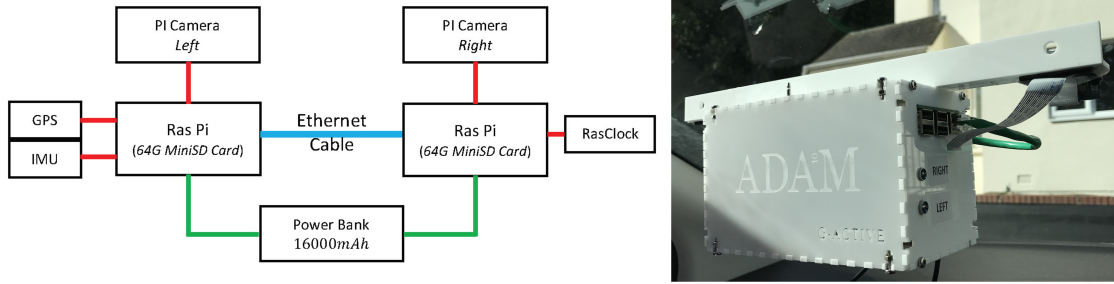 PI Camera
Left
PI Camera
Right
GPS
IMU
Ras Pi
(64G MiniSD Card)
Ethernet
Cable
Ras Pi
(64G MiniSD Card)
RasClock
Power Bank
16000mAh
ADAM
G-ACTIVE
RIGHT
LEFT